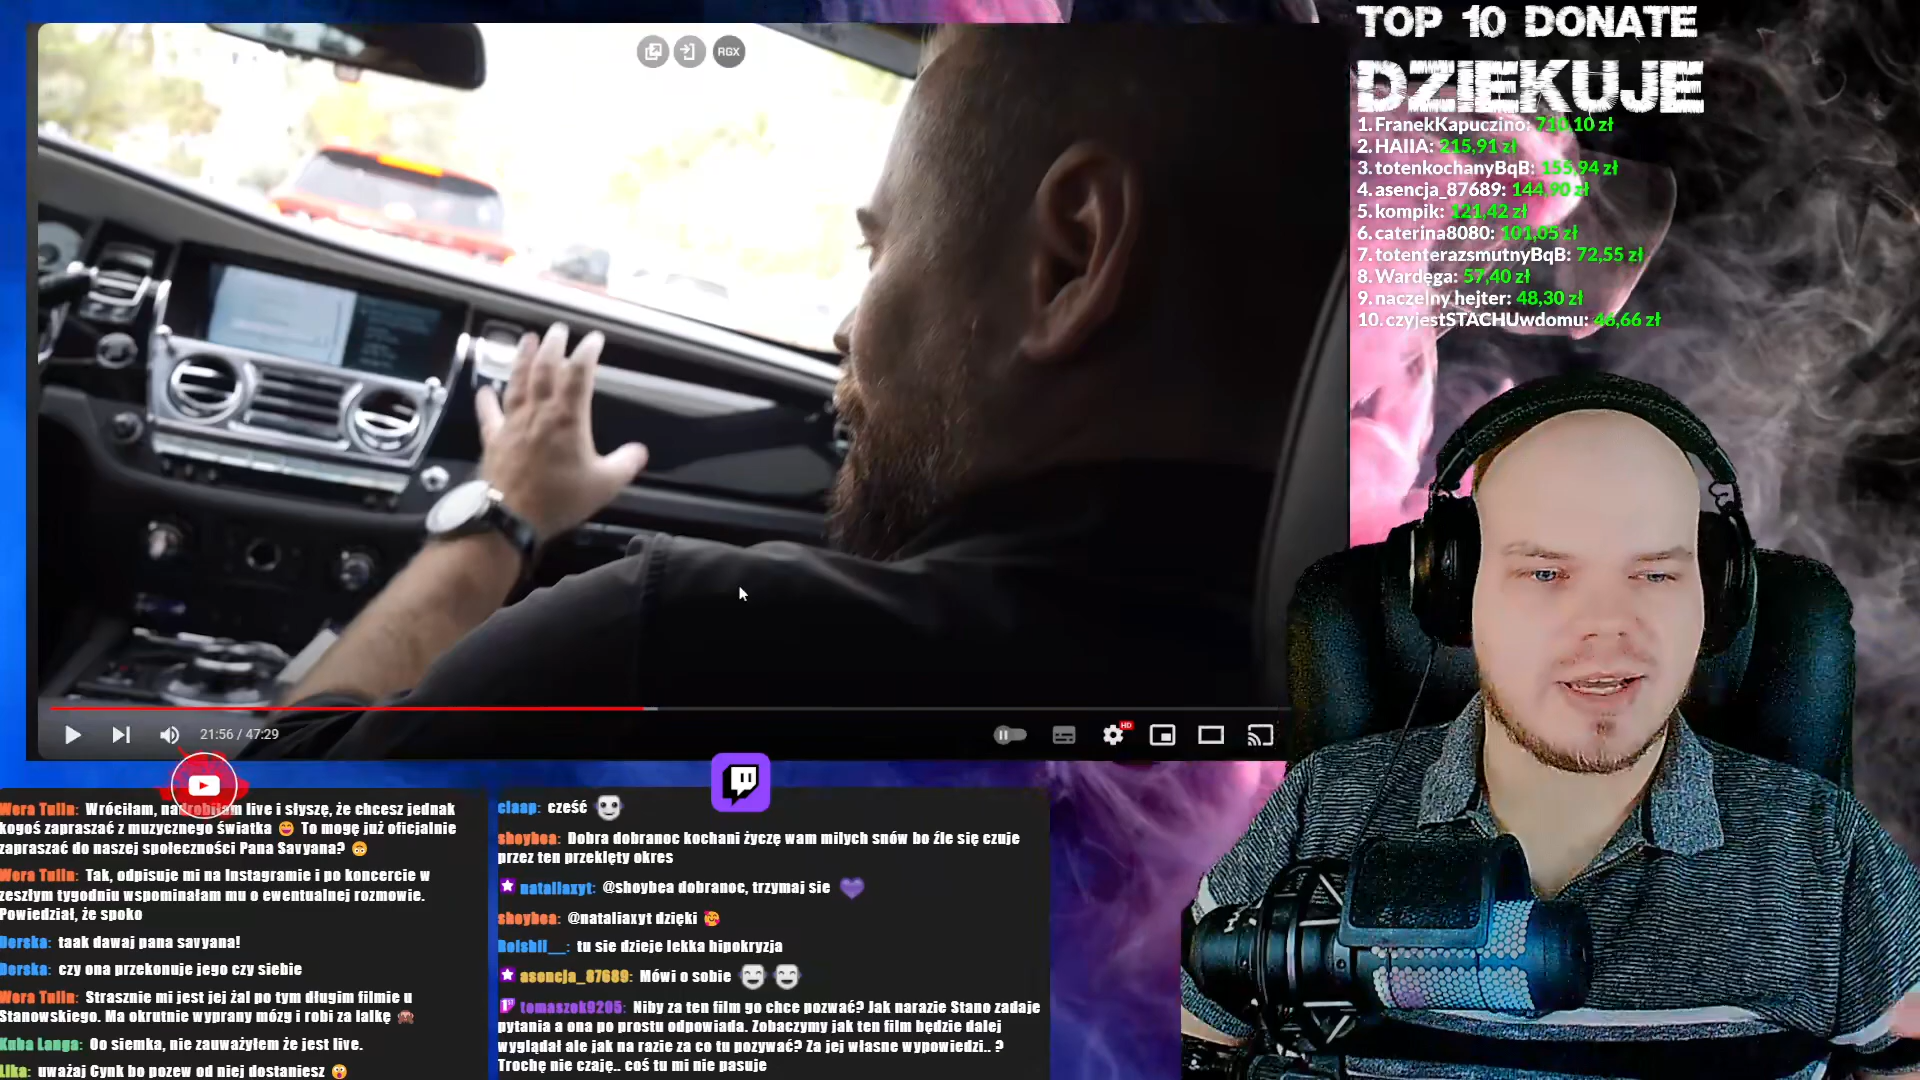 RGX
TOP 10 DONATE
DZIEKUJE
1. FranekKapuczino: 710,10 zł
2. HAIIA: 215,91 zł
3. totenkochanyBqB: 155,94 zł
4. asencja_87689: 144,90 zł
5. kompik: 121,42 zł
6. caterina8080: 101,05 zł
7. totenterazsmutnyBqB: 72,55 zł
8. Wardęga: 57,40 zł
9. naczelny hejter: 48,30 zł
10. czyjestSTACHUwdomu: 46,66 zł
21:56 / 47:29
HD
Wera Tulin: Wróciłam, nadrobiłam live i słyszę, że chcesz jednak
kogoś zapraszać z muzycznego światka To mogę już oficjalnie
zapraszać do naszej społeczności Pana Savyana?
Wera Tulin: Tak, odpisuje mi na Instagramie i po koncercie w
zeszłym tygodniu wspominałam mu o ewentualnej rozmowie.
Powiedział, że spoko
Derska: taak dawaj pana savyana!
Derska: czy ona przekonuje jego czy siebie
Wera Tulin: Strasznie mi jest jej żal po tym długim filmie u
Stanowskiego. Ma okrutnie wyprany mózg i robi za lalkę
Kuba Langa: Oo siemka, nie zauważyłem że jest live.
Lika: uważaj Gynk bo pozew od niej dostaniesz
claap: cześć
shoybea: Dobra dobranoc kochani życzę wam milych snów bo źle się czuje
przez ten przeklęty okres
nataliaxyt: @shoybea dobranoc, trzymaj sie
shoybea: @nataliaxyt dzięki
Belshil__: tu sie dzieje lekka hipokryzja
asencja_87689: Mówi o sobie
tomaszek9205: Niby za ten film go chce pozwać? Jak narazie Stano zadaje
pytania a ona po prostu odpowiada. Zobaczymy jak ten film będzie dalej
wyglądał ale jak na razie za co tu pozywać? Za jej własne wypowiedzi.. ?
Trochę nie czaję.. coś tu mi nie pasuje